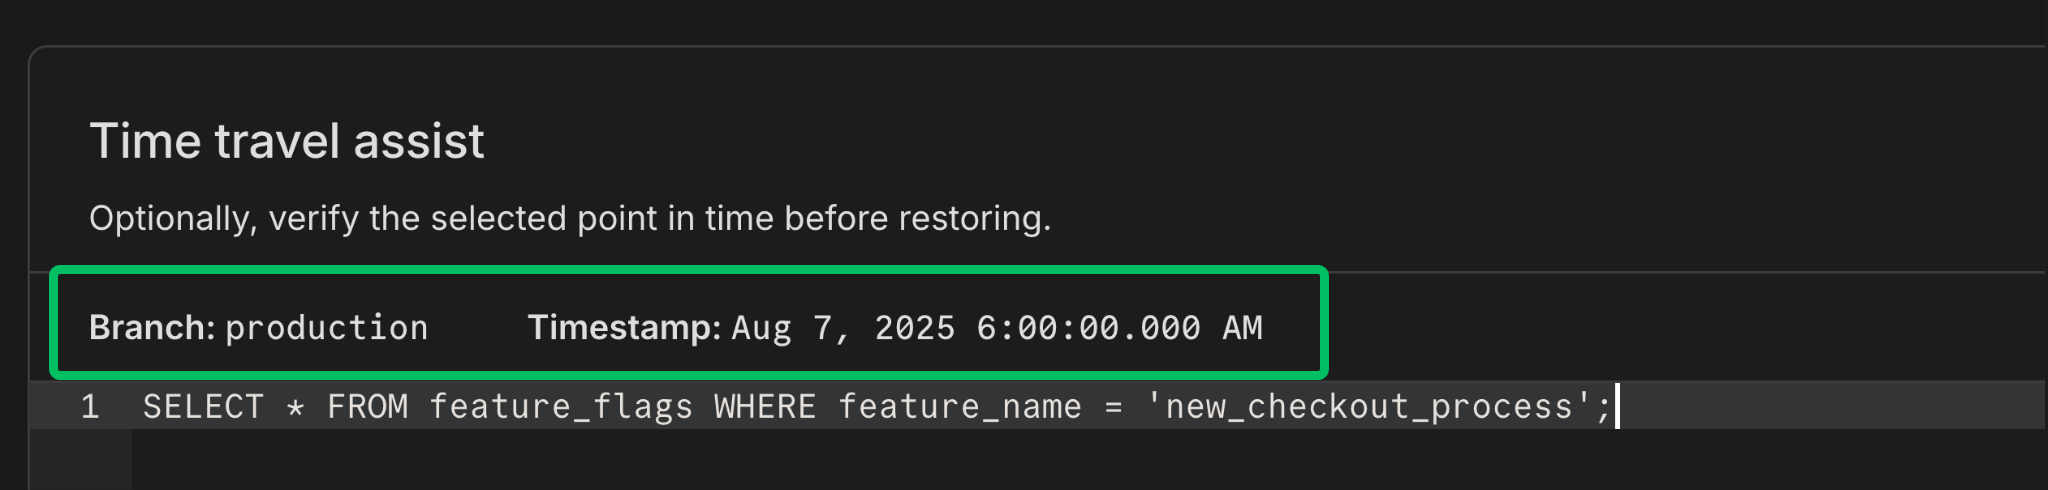 Time travel assist
Optionally, verify the selected point in time before restoring.
Branch: production Timestamp: Aug 7, 2025 6:00:00.000 AM
1 SELECT * FROM feature_flags WHERE feature_name = 'new_checkout_process';